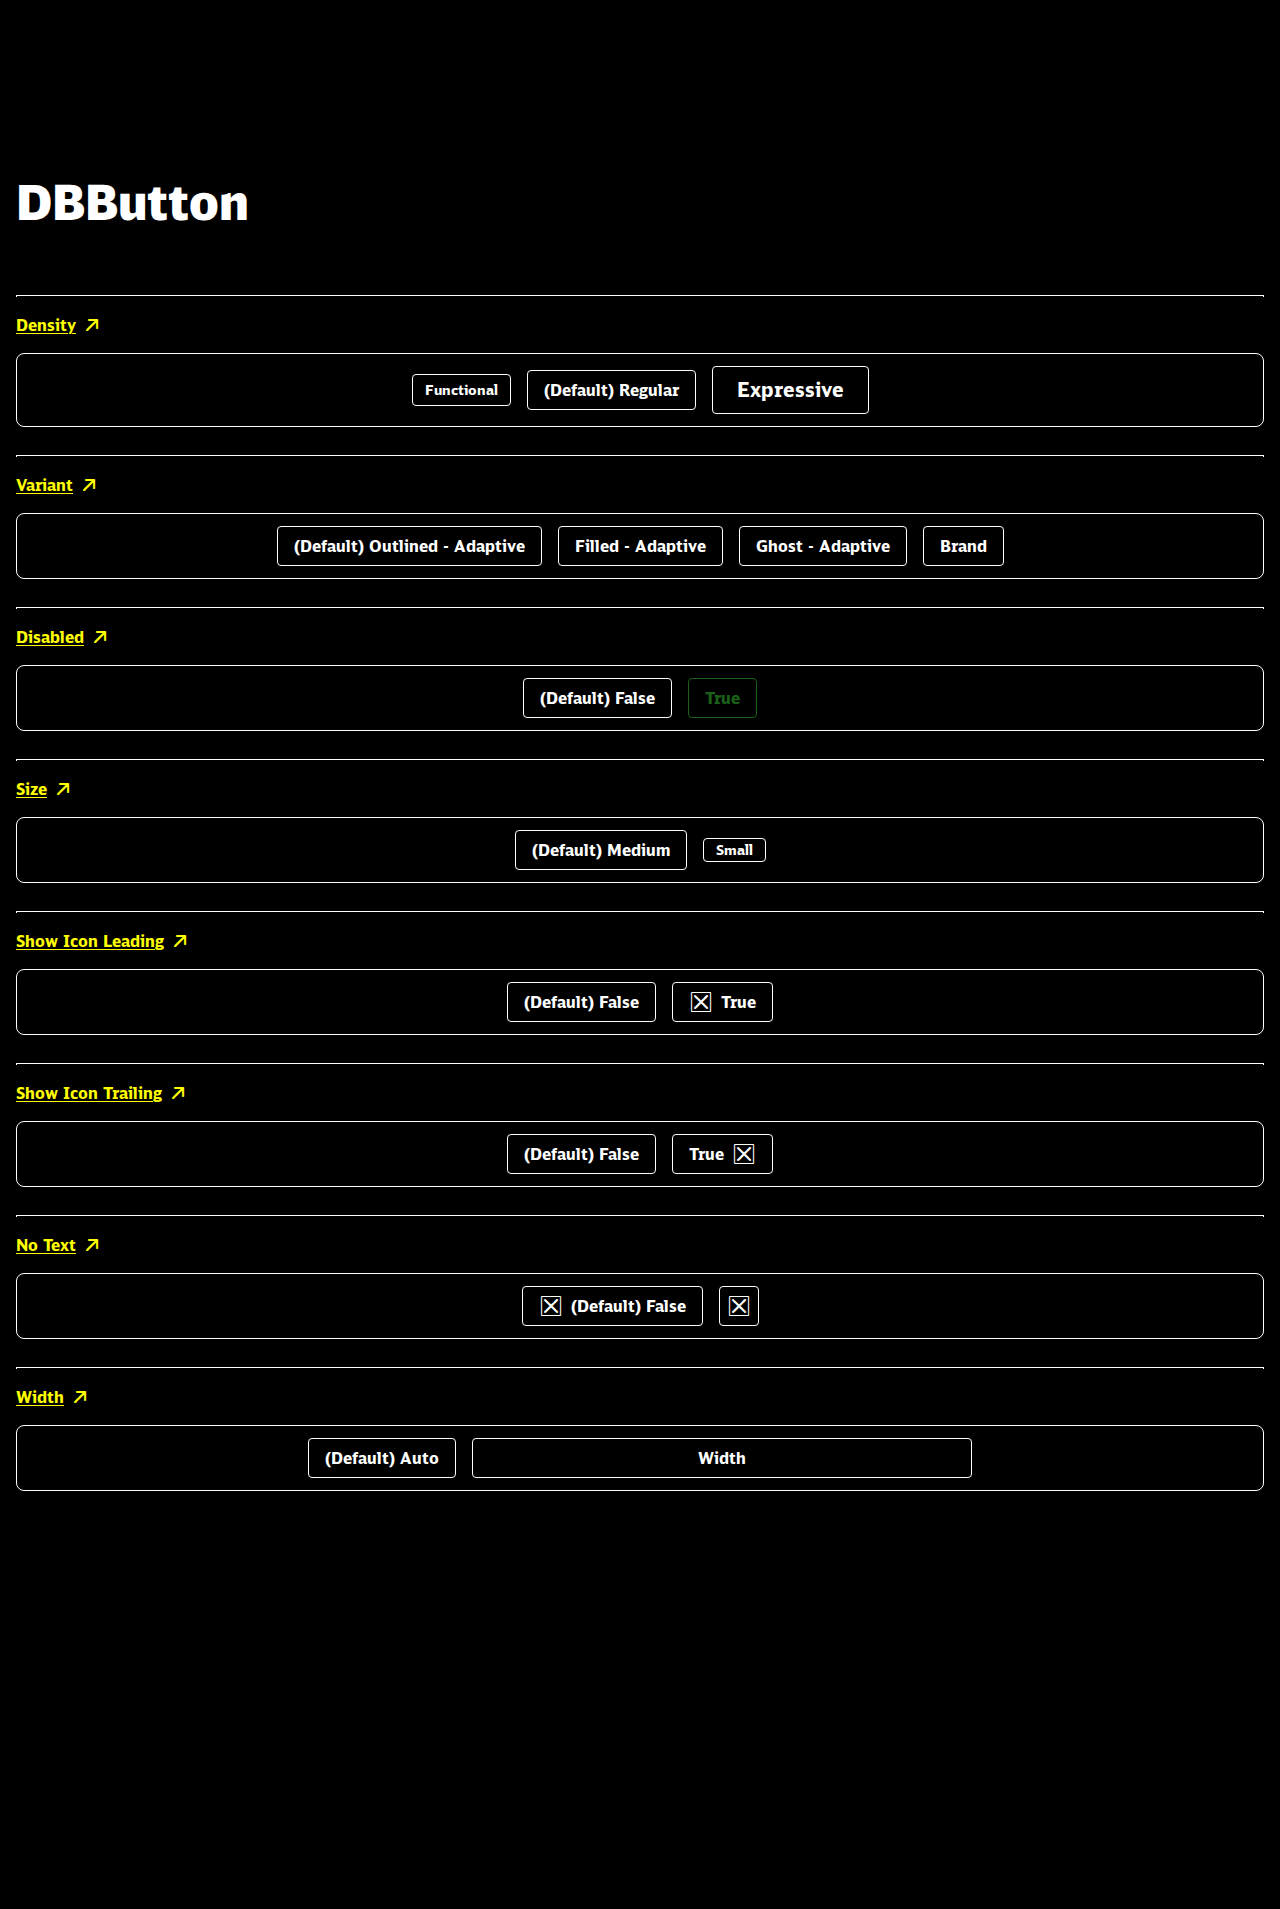 DBButton
Density
Functional (Default) Regular Expressive
Variant
(Default) Outlined - Adaptive Filled - Adaptive Ghost - Adaptive Brand
Disabled
(Default) False True
Size
(Default) Medium Small
Show Icon Leading
(Default) False True
Show Icon Trailing
(Default) False True
No Text
(Default) False
Width
(Default) Auto Width